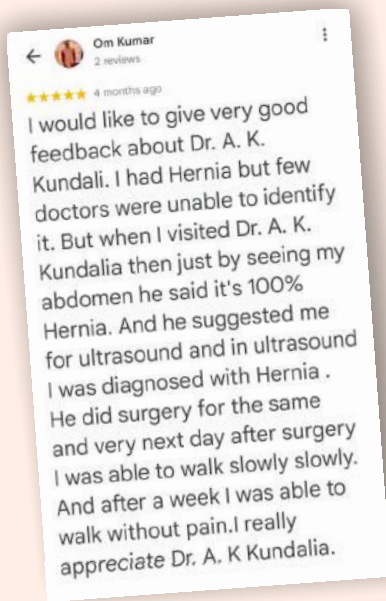 Om Kumar
2 reviews
4 months ago
I would like to give very good
feedback about Dr. A. K.
Kundali. I had Hernia but few
doctors were unable to identify
it. But when I visited Dr. A. K.
Kundalia then just by seeing my
abdomen he said it's 100%
Hernia. And he suggested me
for ultrasound and in ultrasound
I was diagnosed with Hernia .
He did surgery for the same
and very next day after surgery
I was able to walk slowly slowly.
And after a week I was able to
walk without pain.I really
appreciate Dr. A. K Kundalia.